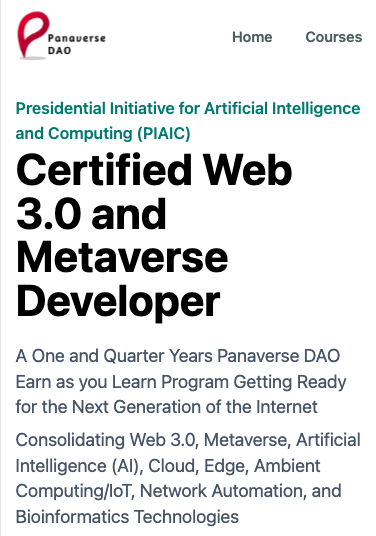 Panaverse DAO
Home Courses
Presidential Initiative for Artificial Intelligence
and Computing (PIAIC)
Certified Web
3.0 and
Metaverse
Developer
A One and Quarter Years Panaverse DAO
Earn as you Learn Program Getting Ready
for the Next Generation of the Internet
Consolidating Web 3.0, Metaverse, Artificial
Intelligence (AI), Cloud, Edge, Ambient
Computing/IoT, Network Automation, and
Bioinformatics Technologies